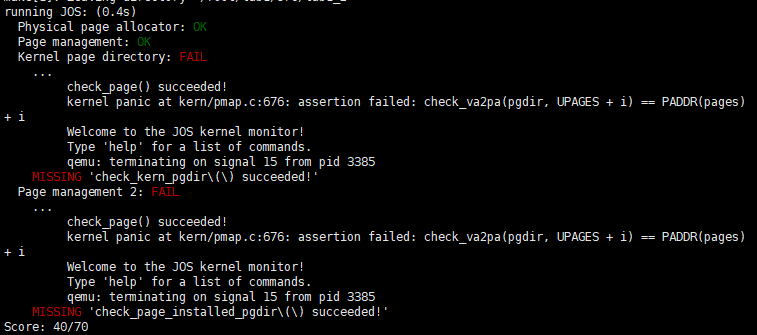 running JOS: (0.4s)
  Physical page allocator: OK
  Page management: OK
  Kernel page directory: FAIL
    ...
         check_page() succeeded!
         kernel panic at kern/pmap.c:676: assertion failed: check_va2pa(pgdir, UPAGES + i) == PADDR(pages)
+ i
         Welcome to the JOS kernel monitor!
         Type 'help' for a list of commands.
         qemu: terminating on signal 15 from pid 3385
    MISSING 'check_kern_pgdir\(\) succeeded!'
  Page management 2: FAIL
    ...
         check_page() succeeded!
         kernel panic at kern/pmap.c:676: assertion failed: check_va2pa(pgdir, UPAGES + i) == PADDR(pages)
+ i
         Welcome to the JOS kernel monitor!
         Type 'help' for a list of commands.
         qemu: terminating on signal 15 from pid 3385
    MISSING 'check_page_installed_pgdir\(\) succeeded!'
Score: 40/70